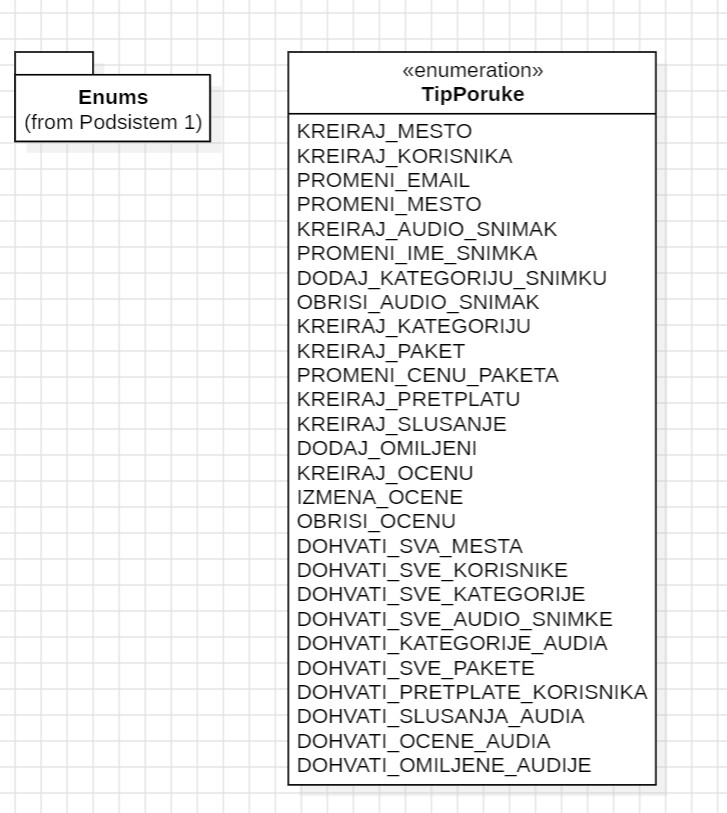 Enums
(from Podsistem 1)
«enumeration»
TipPoruke
KREIRAJ_MESTO
KREIRAJ_KORISNIKA
PROMENI_EMAIL
PROMENI_MESTO
KREIRAJ_AUDIO_SNIMAK
PROMENI_IME_SNIMKA
DODAJ_KATEGORIJU_SNIMKU
OBRISI_AUDIO_SNIMAK
KREIRAJ_KATEGORIJU
KREIRAJ_PAKET
PROMENI_CENU_PAKETA
KREIRAJ_PRETPLATU
KREIRAJ_SLUSANJE
DODAJ_OMILJENI
KREIRAJ_OCENU
IZMENA_OCENE
OBRISI_OCENU
DOHVATI_SVA_MESTA
DOHVATI_SVE_KORISNIKE
DOHVATI_SVE_KATEGORIJE
DOHVATI_SVE_AUDIO_SNIMKE
DOHVATI_KATEGORIJE_AUDIA
DOHVATI_SVE_PAKETE
DOHVATI_PRETPLATE_KORISNIKA
DOHVATI_SLUSANJA_AUDIA
DOHVATI_OCENE_AUDIA
DOHVATI_OMILJENE_AUDIJE